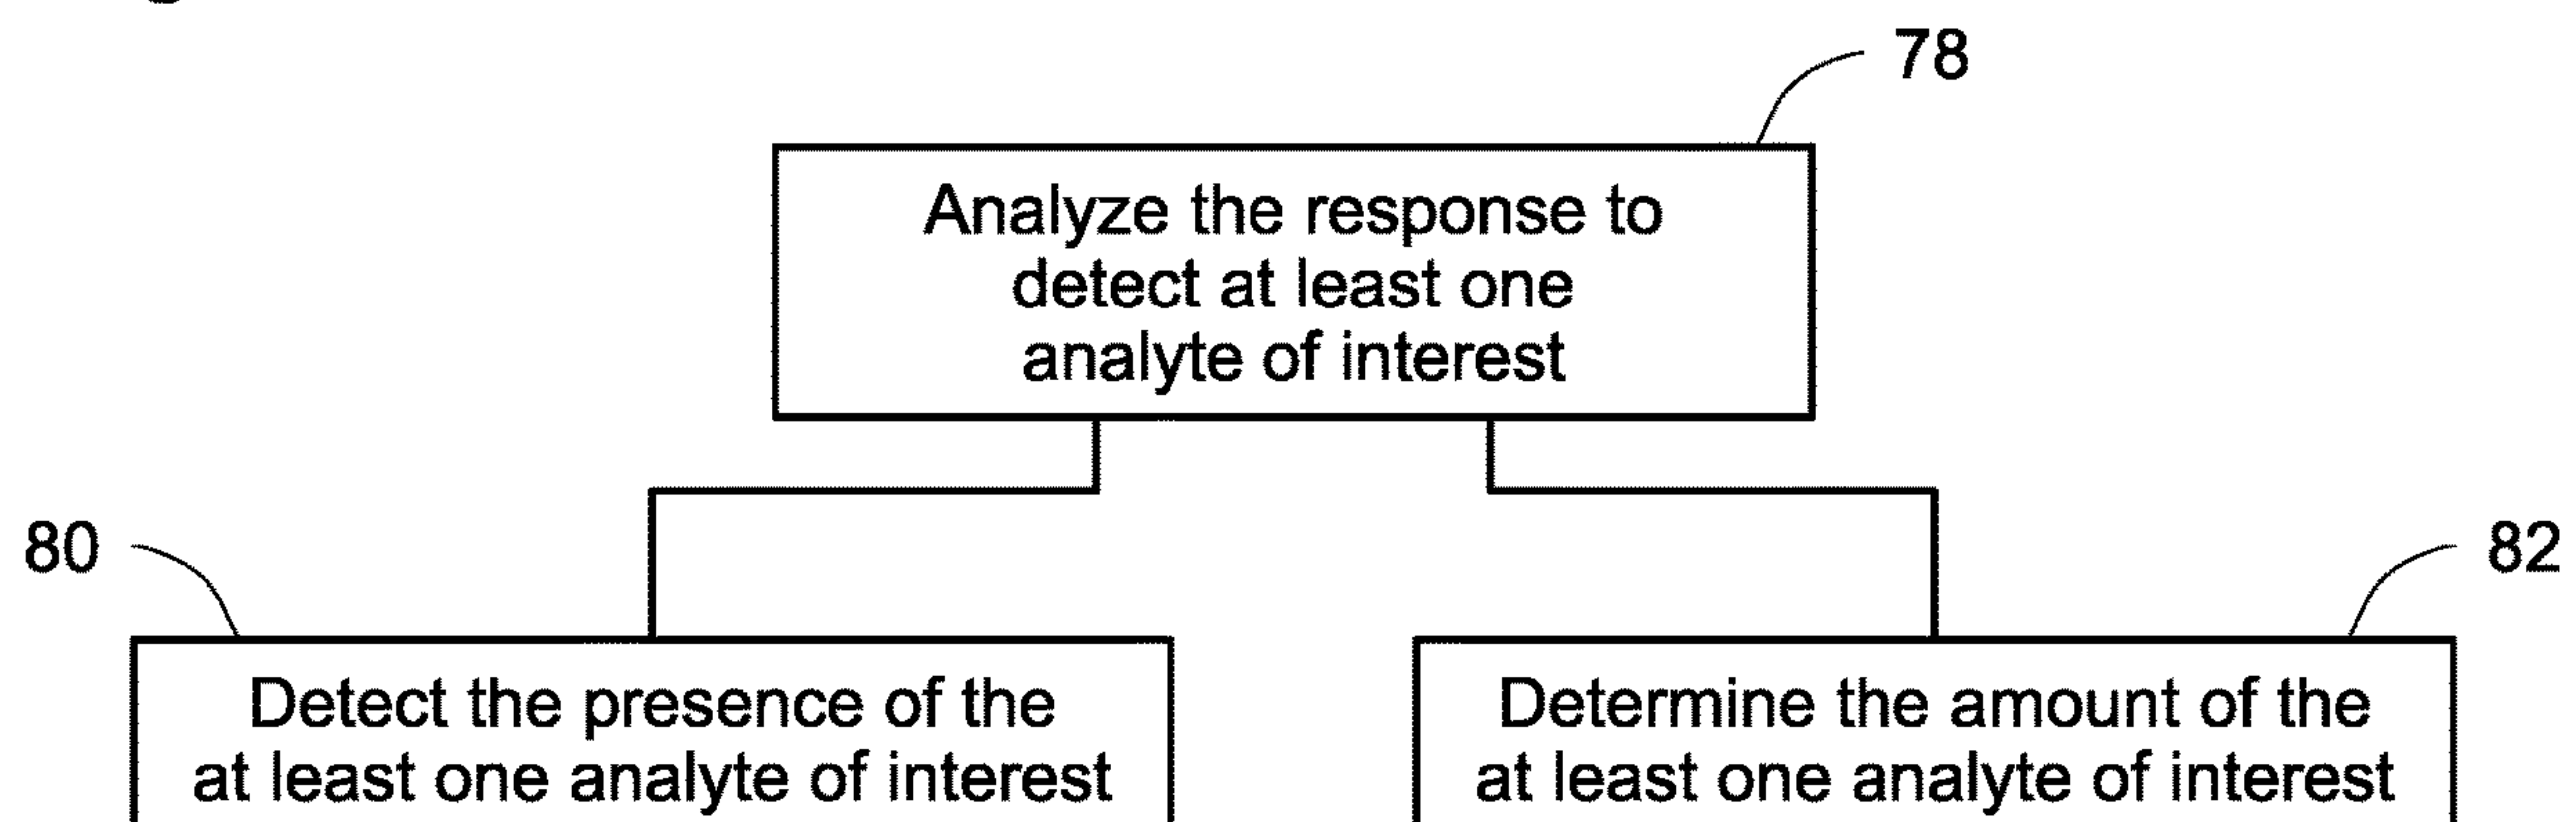 78
Analyze the response to
detect at least one
analyte of interest
80
82
Detect the presence of the
at least one analyte of interest
Determine the amount of the
at least one analyte of interest